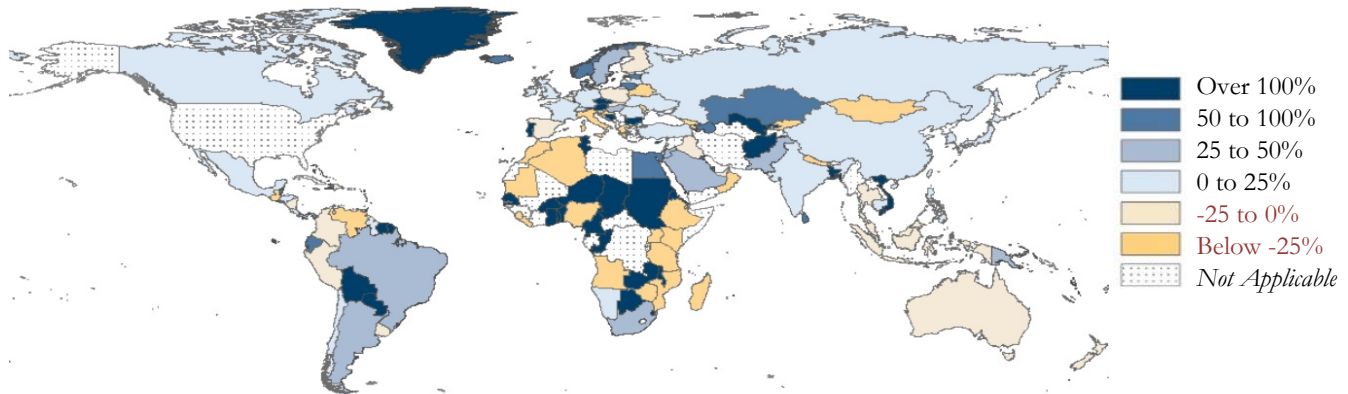 Over 100%
50 to 100%
25 to 50%
0 to 25%
-25 to 0%
Below -25%
Not Applicable